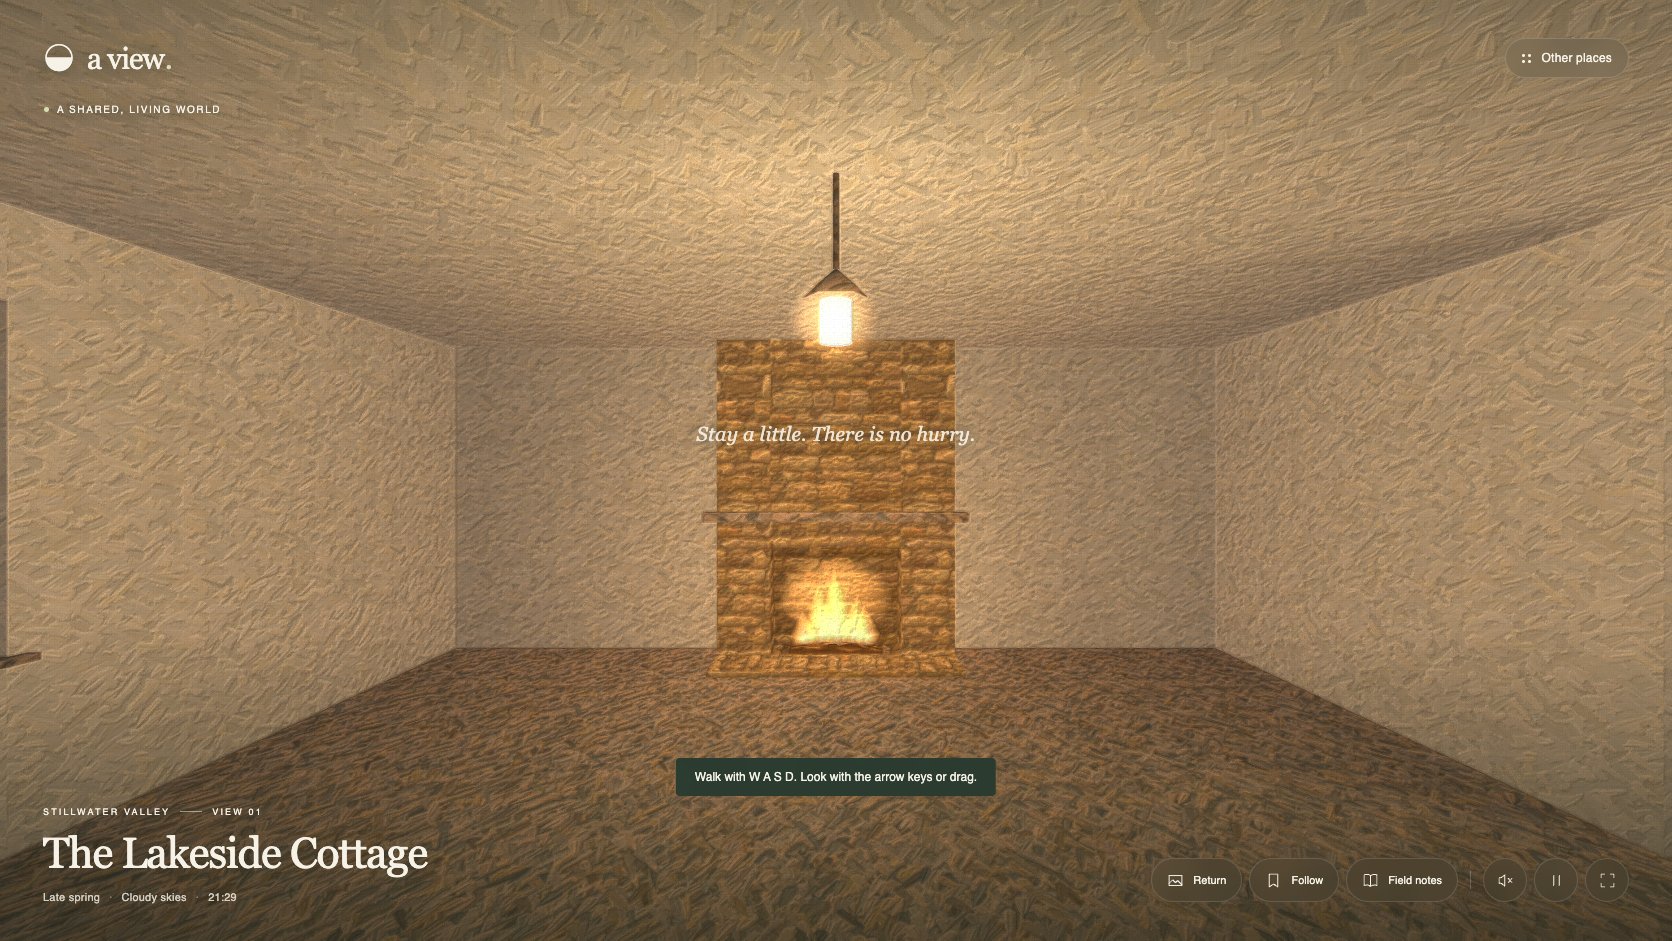 a view.
Other places
A SHARED, LIVING WORLD
Stay a little. There is no hurry.
Walk with W A S D. Look with the arrow keys or drag.
STILLWATER VALLEY — VIEW 01
The Lakeside Cottage
Late spring · Cloudy skies · 21:29
Return
Follow
Field notes